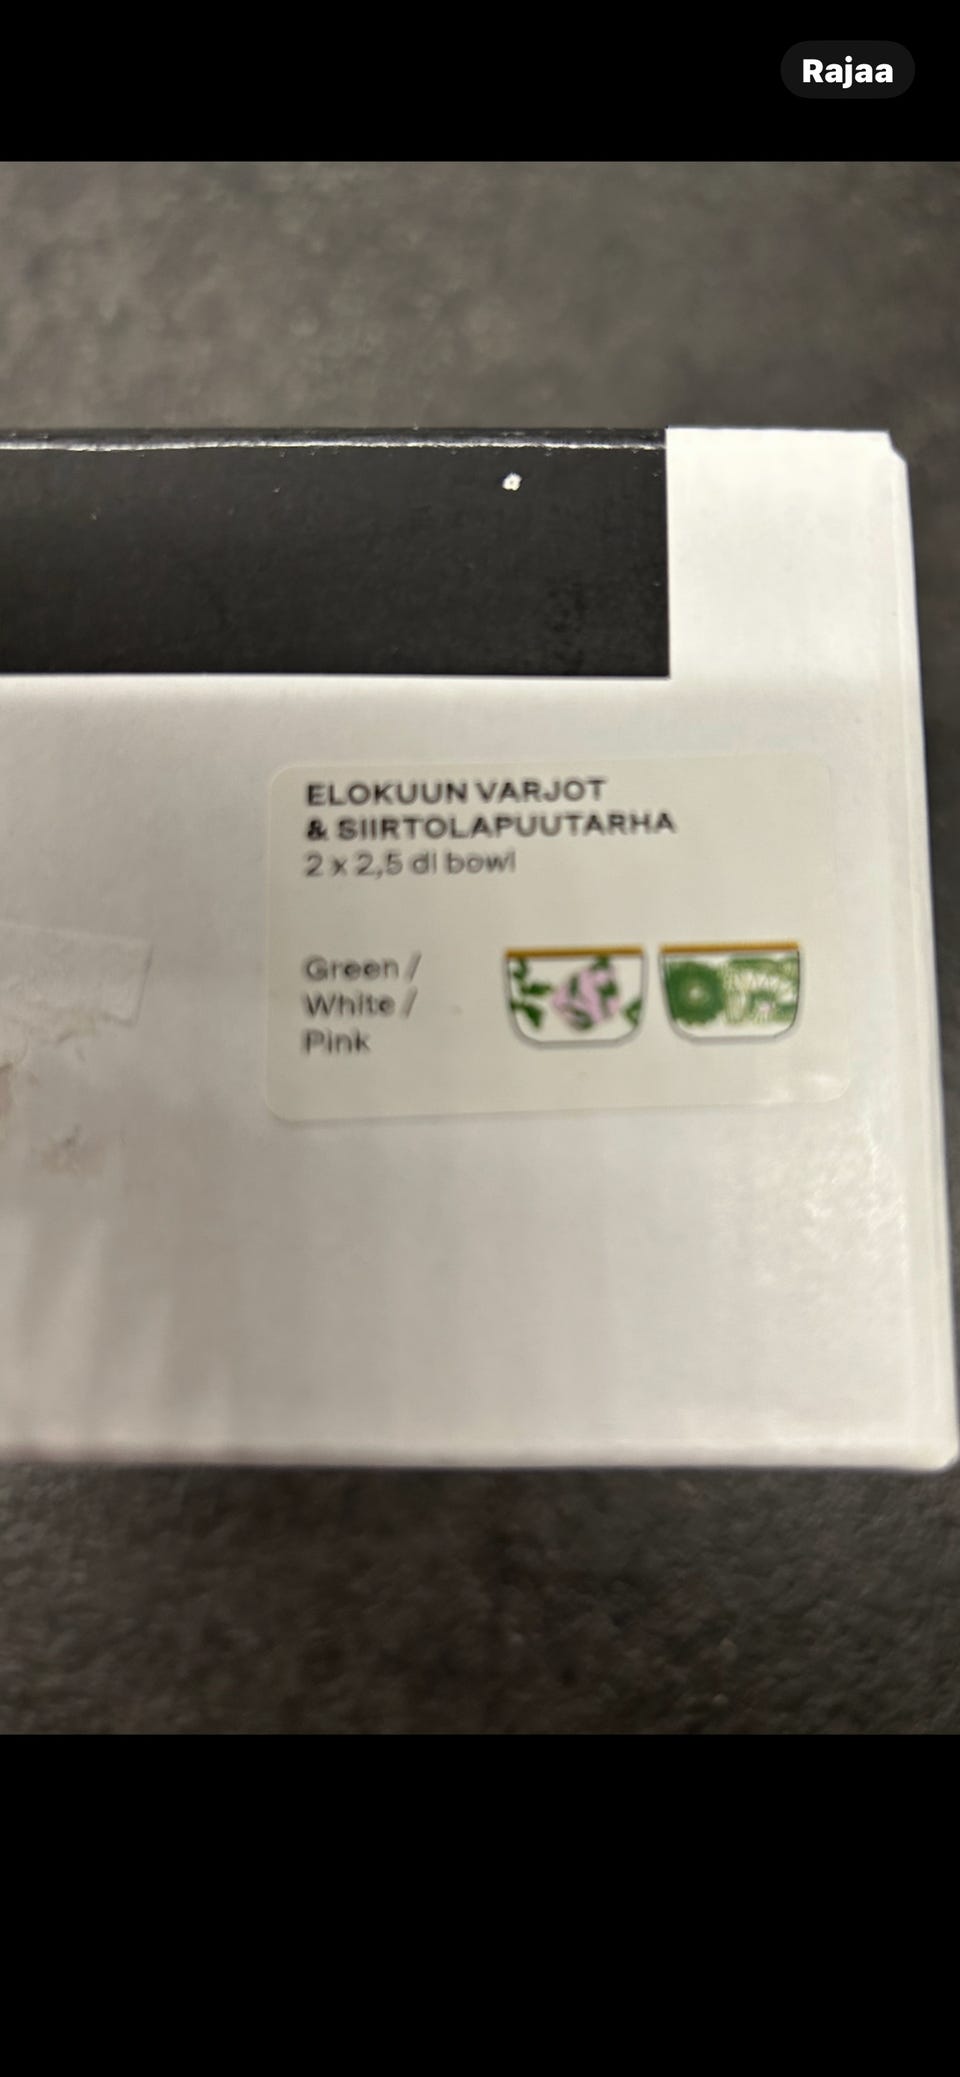 Rajaa
ELOKUUN VARJOT
& SIIRTOLAPUUTARHA
2 x 2,5 dl bowl
Green /
White /
Pink